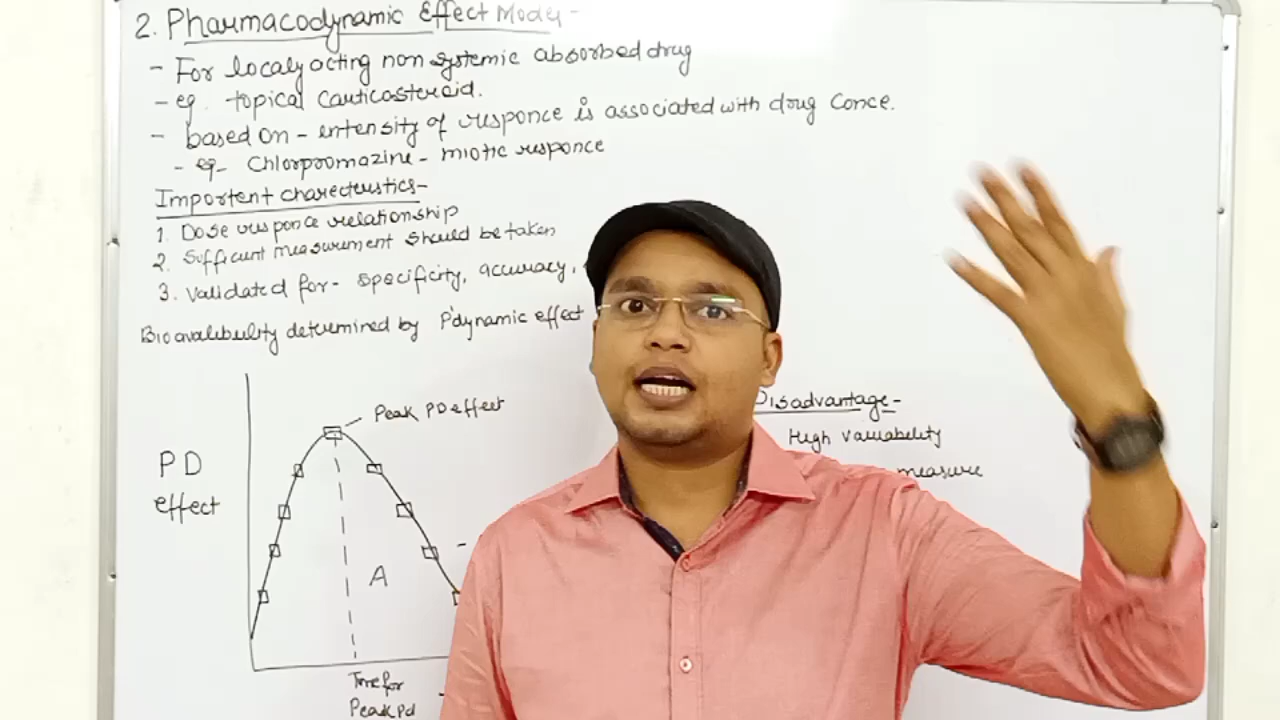 2. Pharmacodynamic Effect Model -
- For localy acting non systemic absorbed drug
- eg. topical Corticosteroid.
- based on - intensity of responce is associated with drug Conce.
- eg- Chlorpromazine - miotic responce
Importent charecteristics-
1. Dose responce relationship
2. Sufficient measurement should be taken
3. Validated for - specificity, accuracy,
Bioavalibility determined by P'dynamic effect
Peak PD effect
PD
effect
A
Time for
Peak Pd
Disadvantage-
High variability
measure